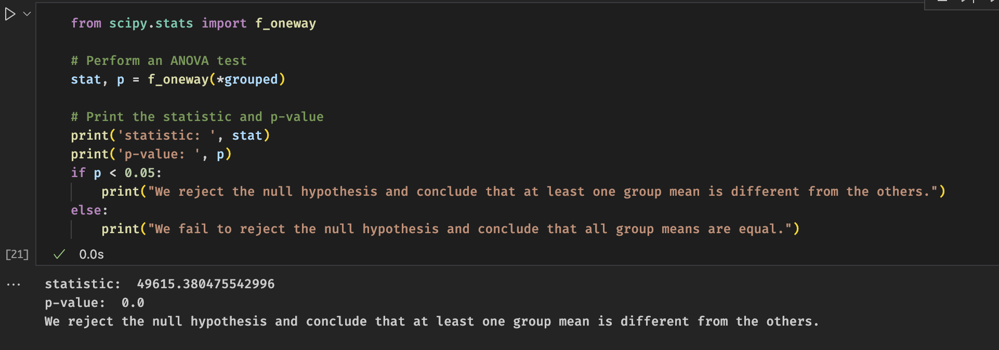 from scipy.stats import f_oneway
# Perform an ANOVA test
stat, p = f_oneway(*grouped)
# Print the statistic and p-value
print('statistic: ', stat)
print('p-value: ', p)
if p < 0.05:
    print("We reject the null hypothesis and conclude that at least one group mean is different from the others.")
else:
    print("We fail to reject the null hypothesis and conclude that all group means are equal.")
[21] ✓ 0.0s
... statistic:  49615.380475542996
p-value:  0.0
We reject the null hypothesis and conclude that at least one group mean is different from the others.